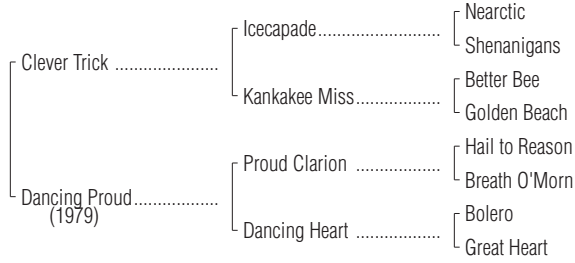 Nearctic
Icecapade........................
Shenanigans
Clever Trick ....................
Better Bee
Kankakee Miss.................
Golden Beach
Hail to Reason
Proud Clarion .................
Breath O'Morn
Dancing Proud................
(1979)
Bolero
Dancing Heart .................
Great Heart